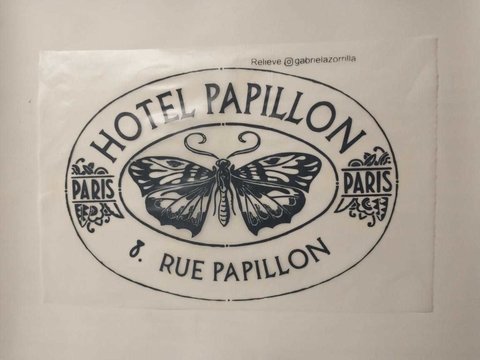 Relieve @gabrielazorrilla
HOTEL PAPILLON
PARIS
PARIS
8. RUE PAPILLON